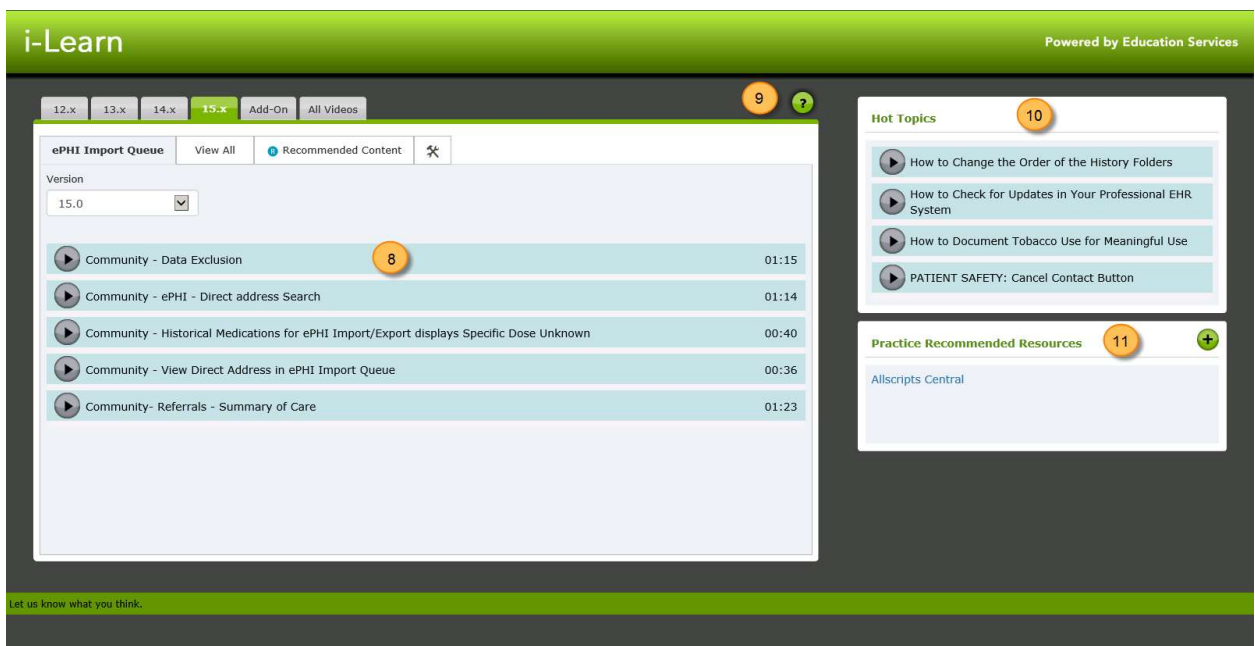 i-Learn
Powered by Education Services
12.x 13.x 14.x 15.x Add-On All Videos
9 ?
ePHI Import Queue View All R Recommended Content
Version
15.0
Community - Data Exclusion 8 01:15
Community - ePHI - Direct address Search 01:14
Community - Historical Medications for ePHI Import/Export displays Specific Dose Unknown 00:40
Community - View Direct Address in ePHI Import Queue 00:36
Community- Referrals - Summary of Care 01:23
Hot Topics 10
How to Change the Order of the History Folders
How to Check for Updates in Your Professional EHR
System
How to Document Tobacco Use for Meaningful Use
PATIENT SAFETY: Cancel Contact Button
Practice Recommended Resources 11 +
Allscripts Central
Let us know what you think.